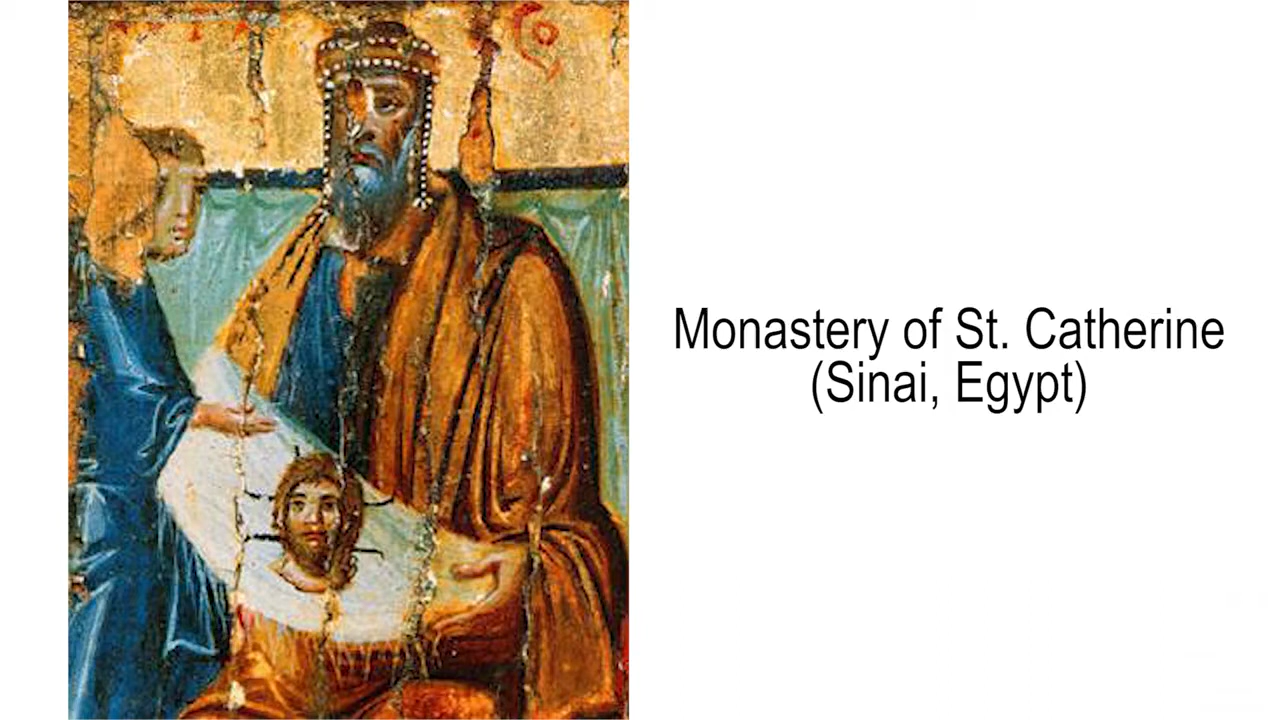 Monastery of St. Catherine
(Sinai, Egypt)